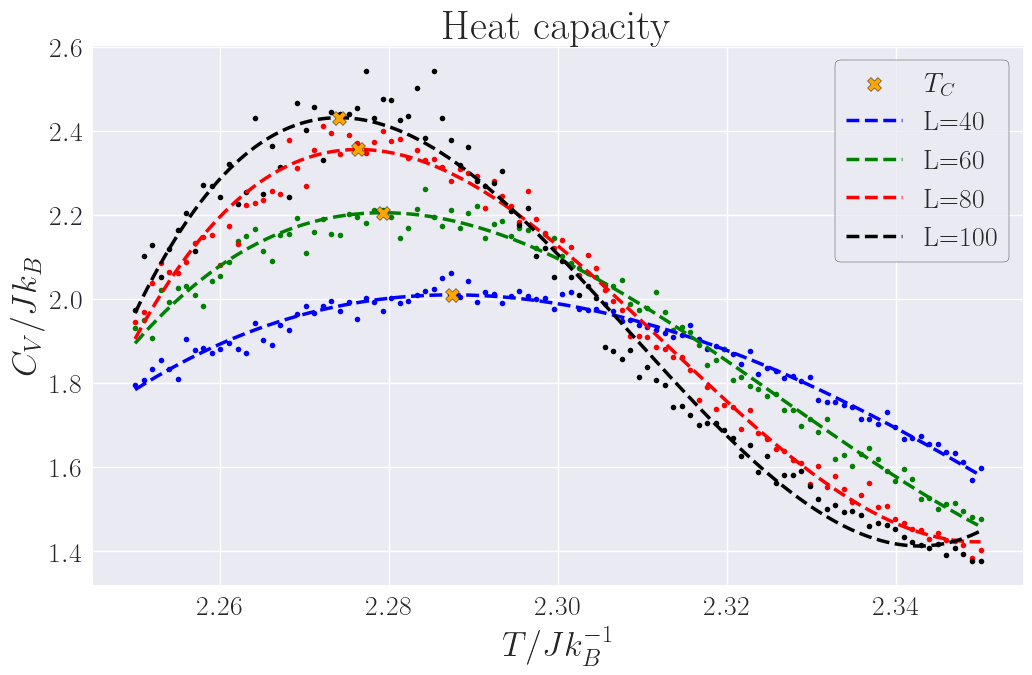 Heat capacity
2.6
2.4
2.2
2.0
1.8
1.6
1.4
C_V/Jk_B
2.26
2.28
2.30
2.32
2.34
T/Jk_B^{-1}
T_C
L=40
L=60
L=80
L=100